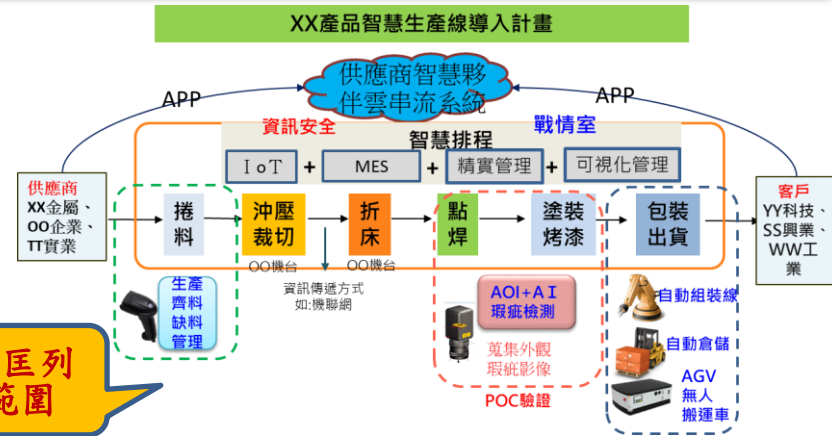 XX產品智慧生產線導入計畫
供應商智慧夥
伴雲串流系統
APP
APP
資訊安全
戰情室
智慧排程
IoT
+
MES
+
精實管理
+
可視化管理
供應商
XX金屬、
OO企業、
TT實業
捲
料
沖壓
裁切
折
床
點
焊
塗裝
烤漆
包裝
出貨
客戶
YY科技、
SS興業、
WW工
業
OO機台
OO機台
資訊傳遞方式
如:機聯網
生產
齊料
缺料
管理
AOI+AI
瑕疵檢測
蒐集外觀
瑕疵影像
POC驗證
自動組裝線
自動倉儲
AGV
無人
搬運車
匡列
範圍